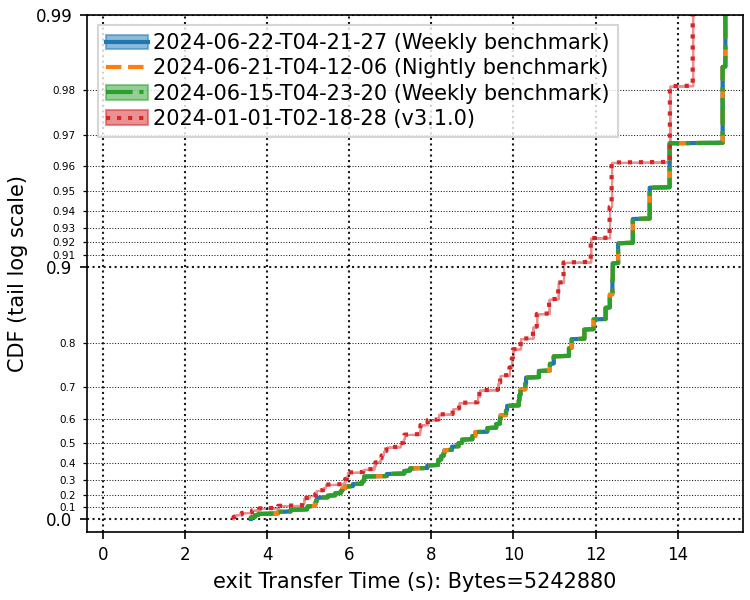 0.99
2024-06-22-T04-21-27 (Weekly benchmark)
2024-06-21-T04-12-06 (Nightly benchmark)
2024-06-15-T04-23-20 (Weekly benchmark)
2024-01-01-T02-18-28 (v3.1.0)
0.98
0.97
0.96
0.95
0.94
0.93
0.92
0.91
0.9
0.8
0.7
0.6
0.5
0.4
0.3
0.2
0.1
0.0
CDF (tail log scale)
0 2 4 6 8 10 12 14
exit Transfer Time (s): Bytes=5242880